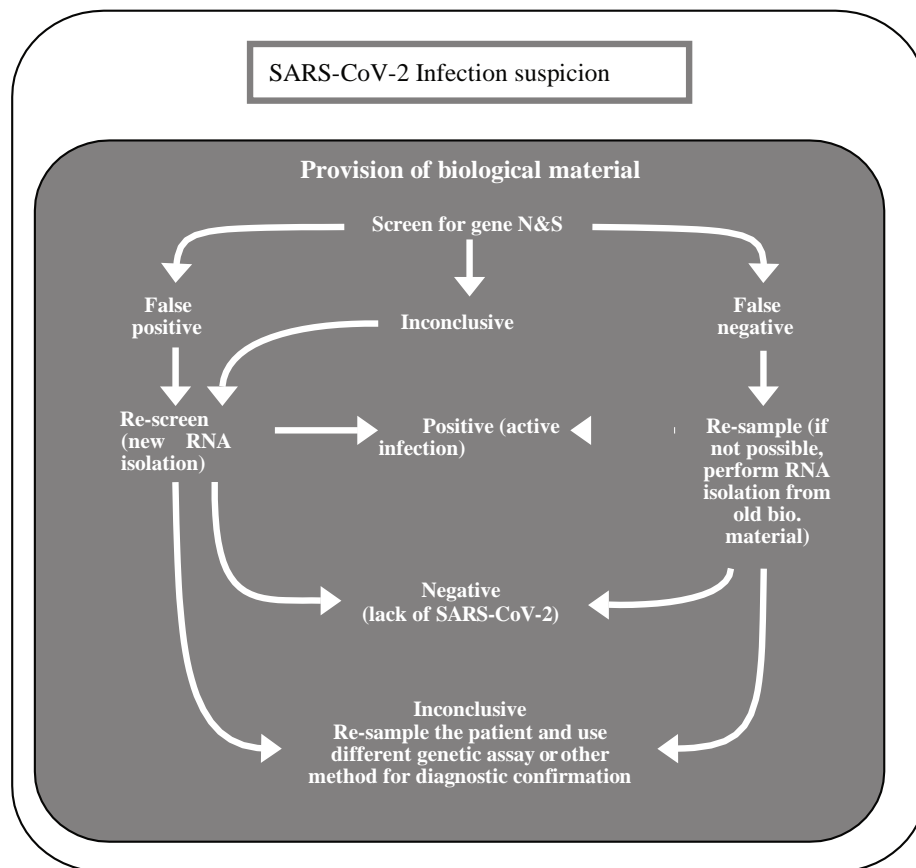 SARS-CoV-2 Infection suspicion
Provision of biological material
Screen for gene N&S
False
positive
Inconclusive
False
negative
Re-screen
(new RNA
isolation)
Positive (active
infection)
Re-sample (if
not possible,
perform RNA
isolation from
old bio.
material)
Negative
(lack of SARS-CoV-2)
Inconclusive
Re-sample the patient and use
different genetic assay or other
method for diagnostic confirmation